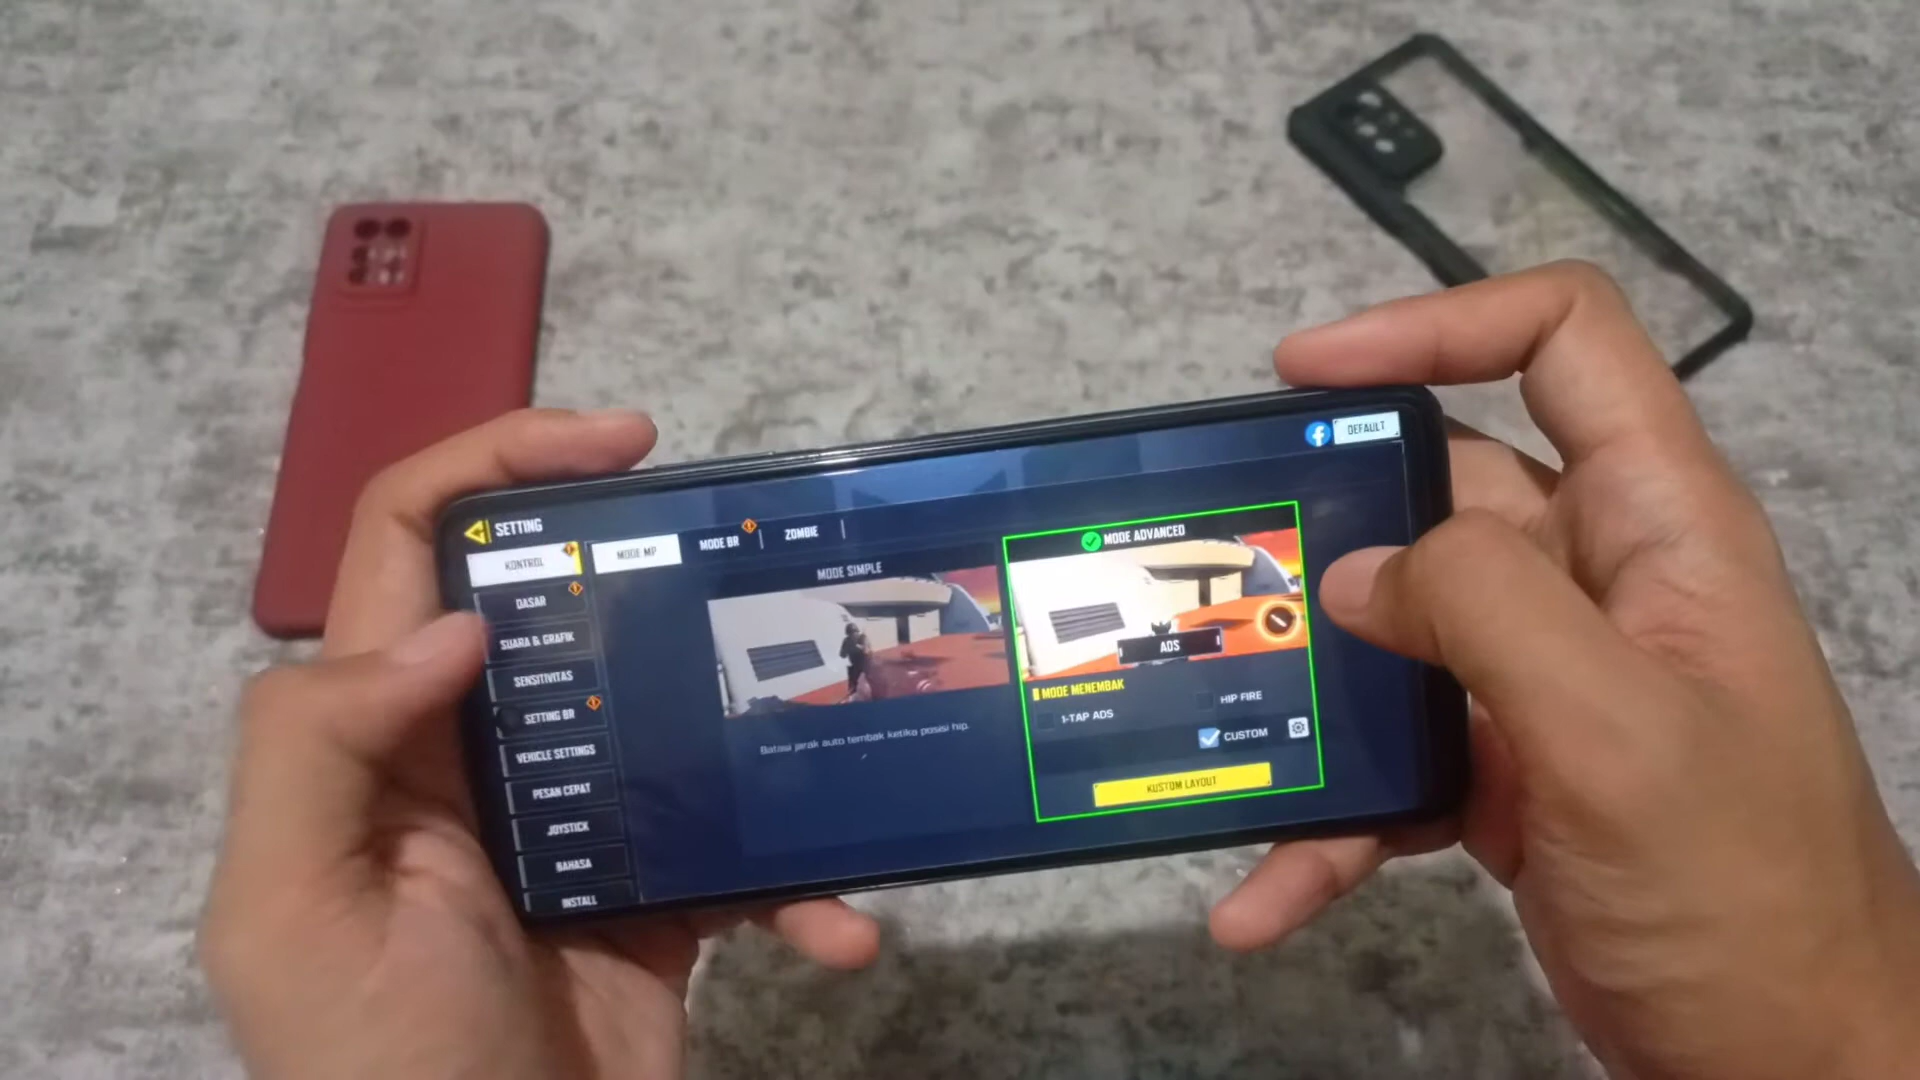 SETTING
DEFAULT
KONTROL
DASAR
SUARA & GRAFIK
SENSITIVITAS
SETTING BR
VEHICLE SETTINGS
PESAN CEPAT
JOYSTICK
BAHASA
INSTALL
MODE MP
MODE BR
ZOMBIE
MODE SIMPLE
Batasi jarak auto tembak ketika posisi hip.
MODE ADVANCED
ADS
MODE MENEMBAK
1-TAP ADS
HIP FIRE
CUSTOM
KUSTOM LAYOUT